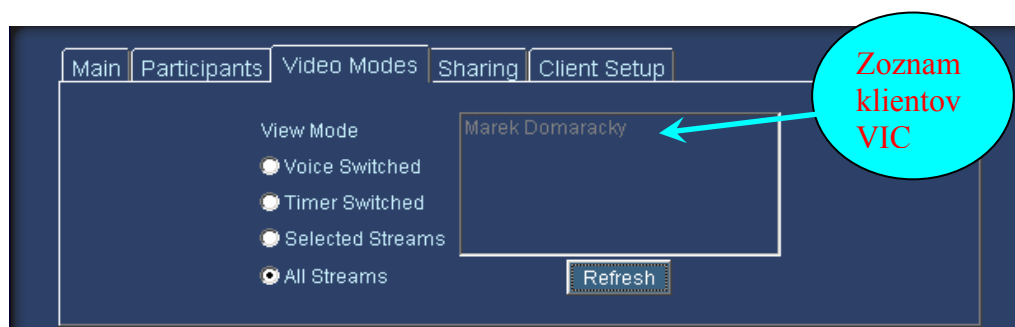 Main Participants Video Modes Sharing Client Setup
View Mode
Voice Switched
Timer Switched
Selected Streams
All Streams
Marek Domaracky
Refresh
Zoznam
klientov
VIC